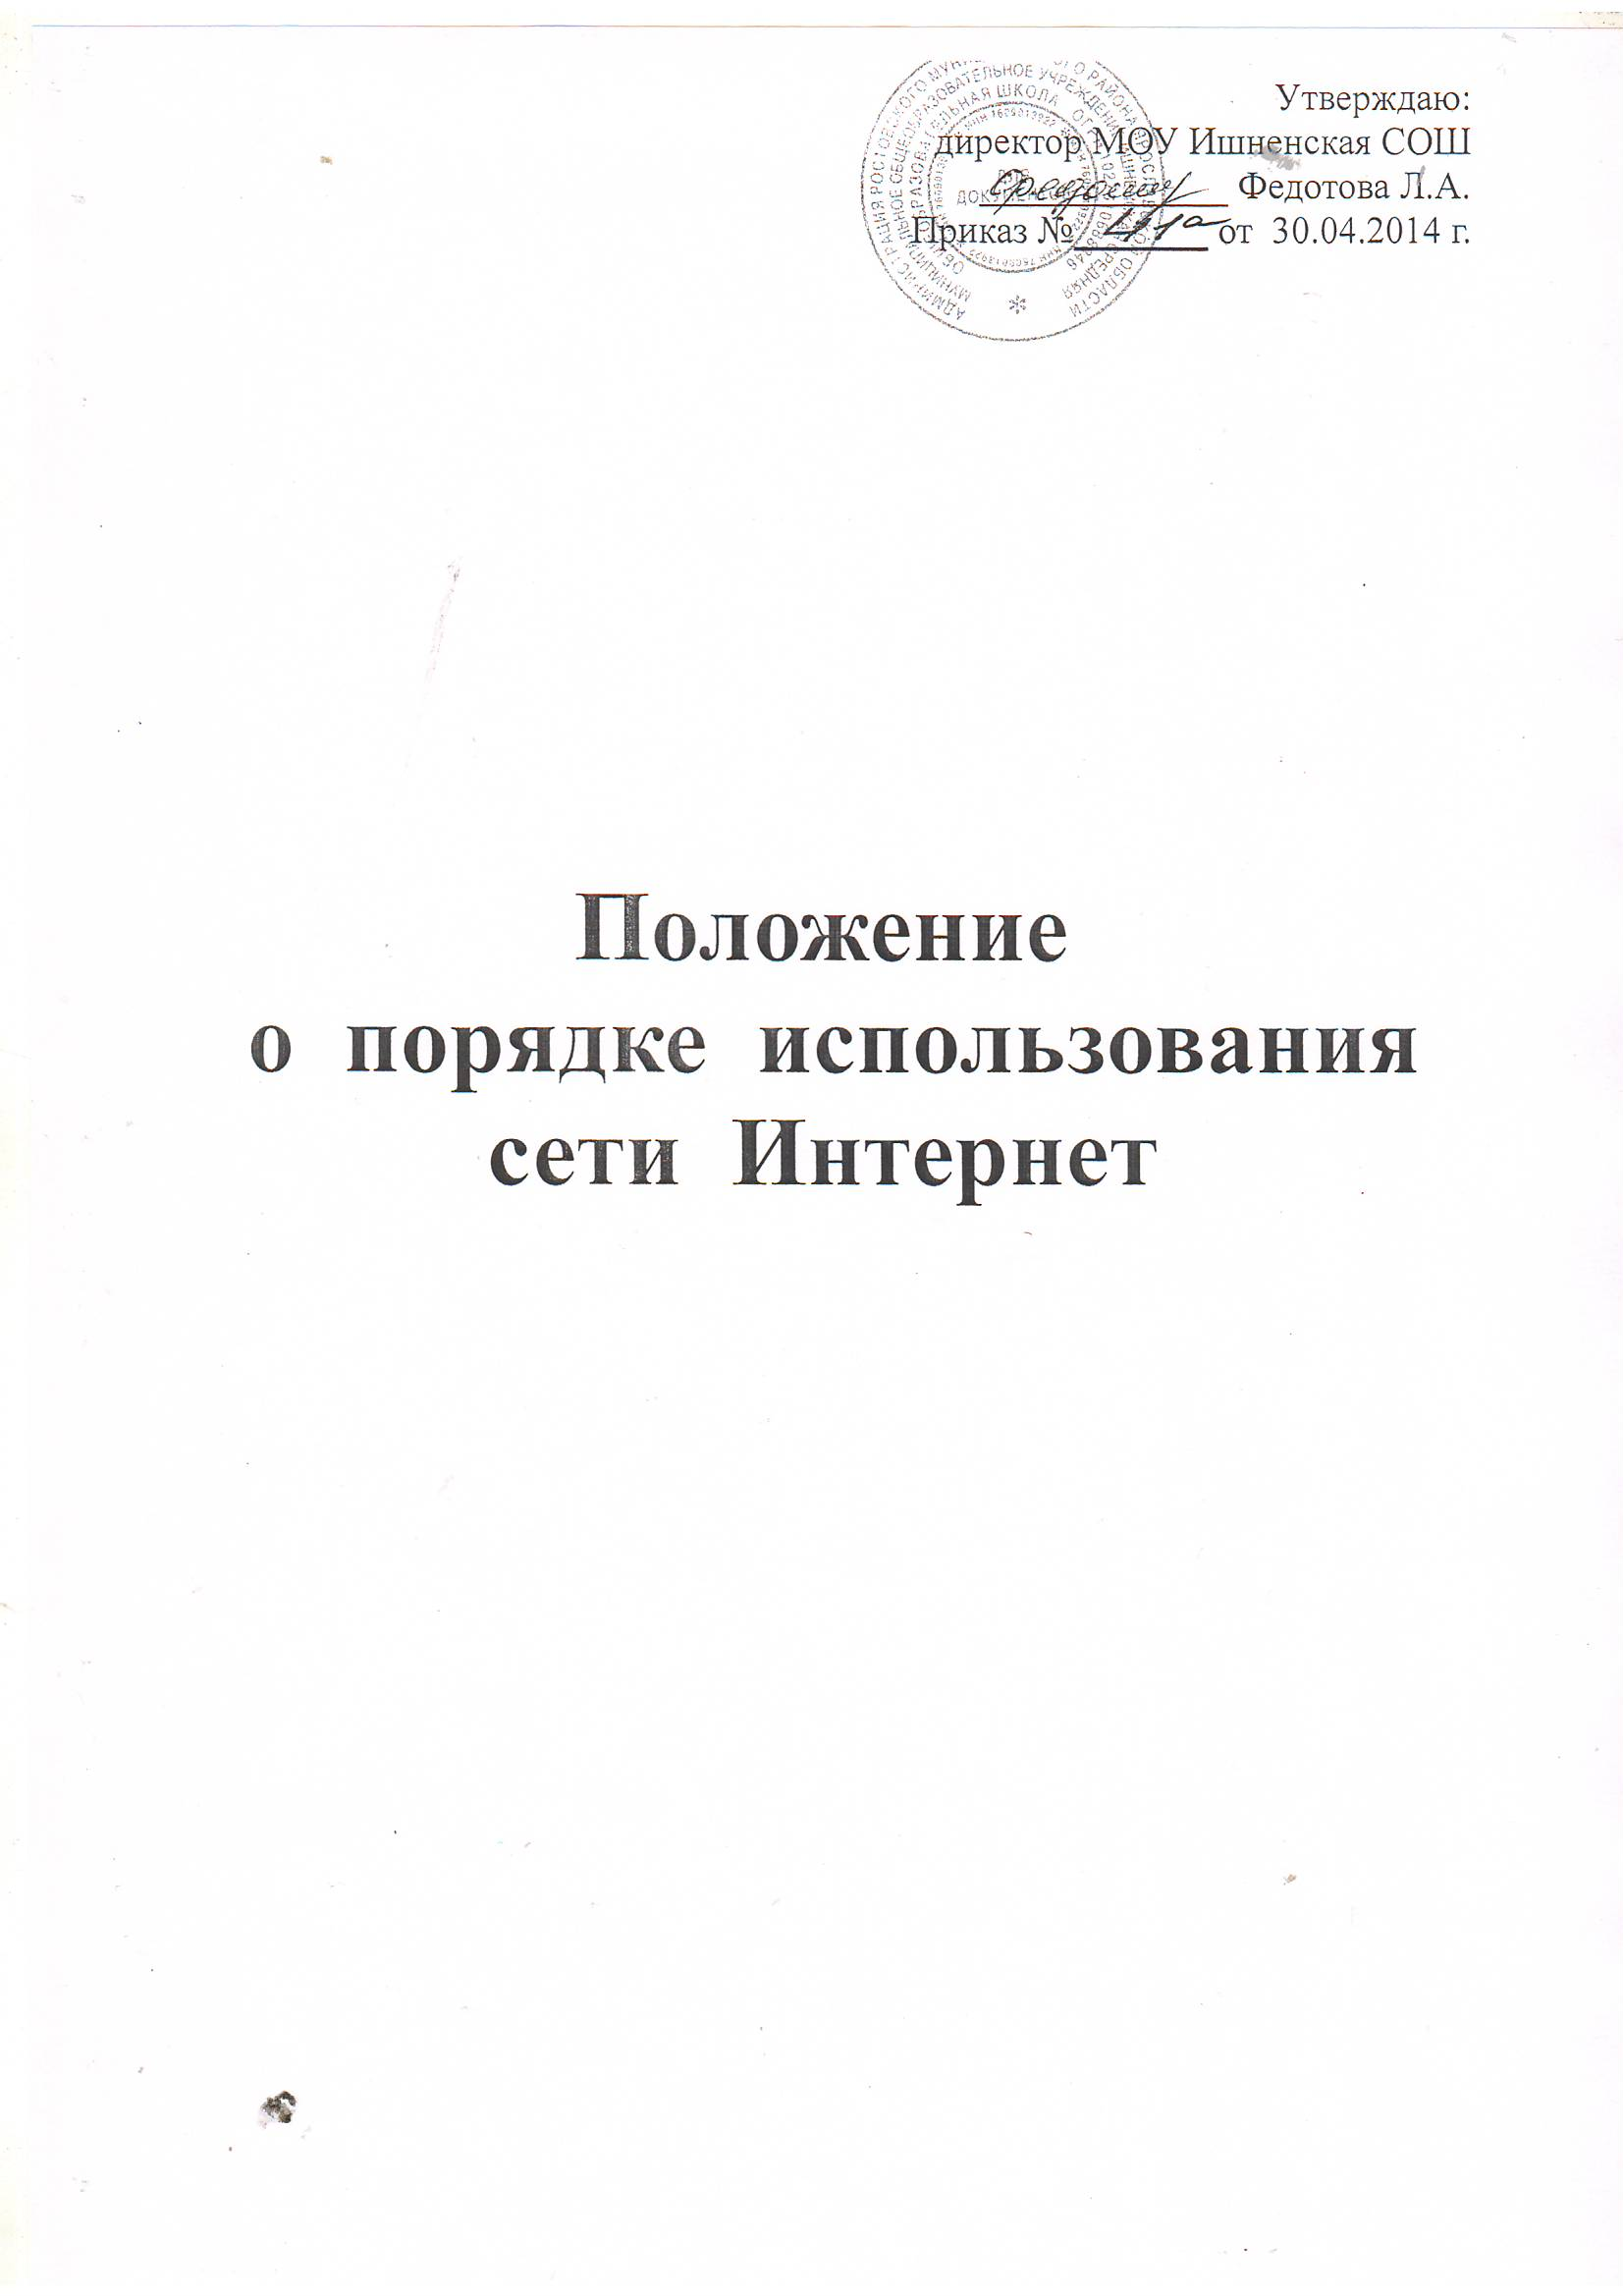 Утверждаю:
директор МОУ Ишненская СОШ
Федотова Л.А.
Приказ № от 30.04.2014 г.
Положение
о порядке использования
сети Интернет